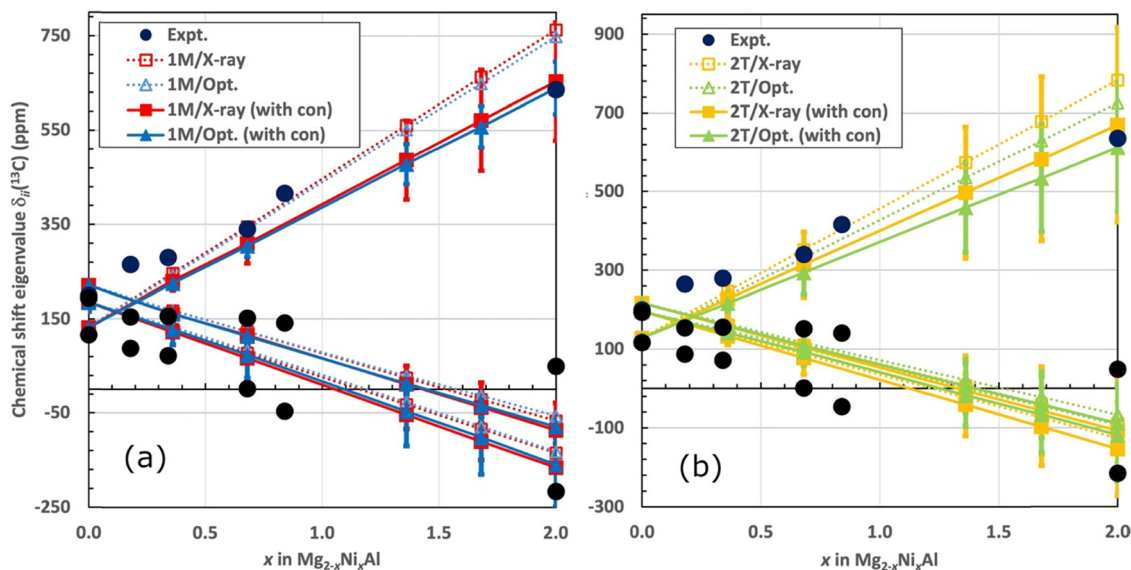 Chemical shift eigenvalue δii(13C) (ppm)
750
550
350
150
-50
-250
Expt.
1M/X-ray
1M/Opt.
1M/X-ray (with con)
1M/Opt. (with con)
(a)
0.0 0.5 1.0 1.5 2.0
x in Mg2-xNixAl
900
700
500
300
100
-100
-300
Expt.
2T/X-ray
2T/Opt.
2T/X-ray (with con)
2T/Opt. (with con)
(b)
0.0 0.5 1.0 1.5 2.0
x in Mg2-xNixAl